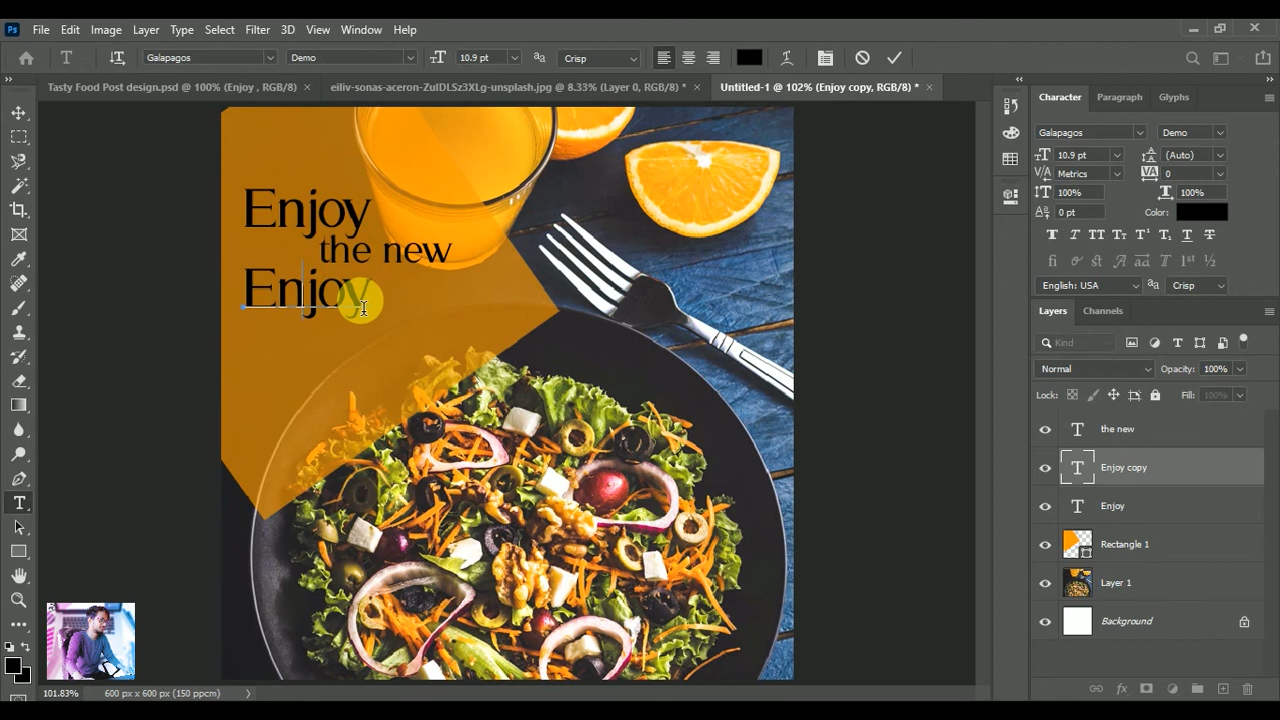 File Edit Image Layer Type Select Filter 3D View Window Help
Galapagos Demo 10.9 pt Crisp
Tasty Food Post design.psd @ 100% (Enjoy , RGB/8) × eiliv-sonas-aceron-ZuIDLSz3XLg-unsplash.jpg @ 8.33% (Layer 0, RGB/8) * × Untitled-1 @ 102% (Enjoy copy, RGB/8) * ×
Enjoy
the new
Enjoy
101.83% 600 px x 600 px (150 ppcm)
Character Paragraph Glyphs
Galapagos Demo
10.9 pt (Auto)
Metrics 0
100% 100%
0 pt Color:
English: USA Crisp
Layers Channels
Kind
Normal Opacity: 100%
Lock: Fill: 100%
the new
Enjoy copy
Enjoy
Rectangle 1
Layer 1
Background